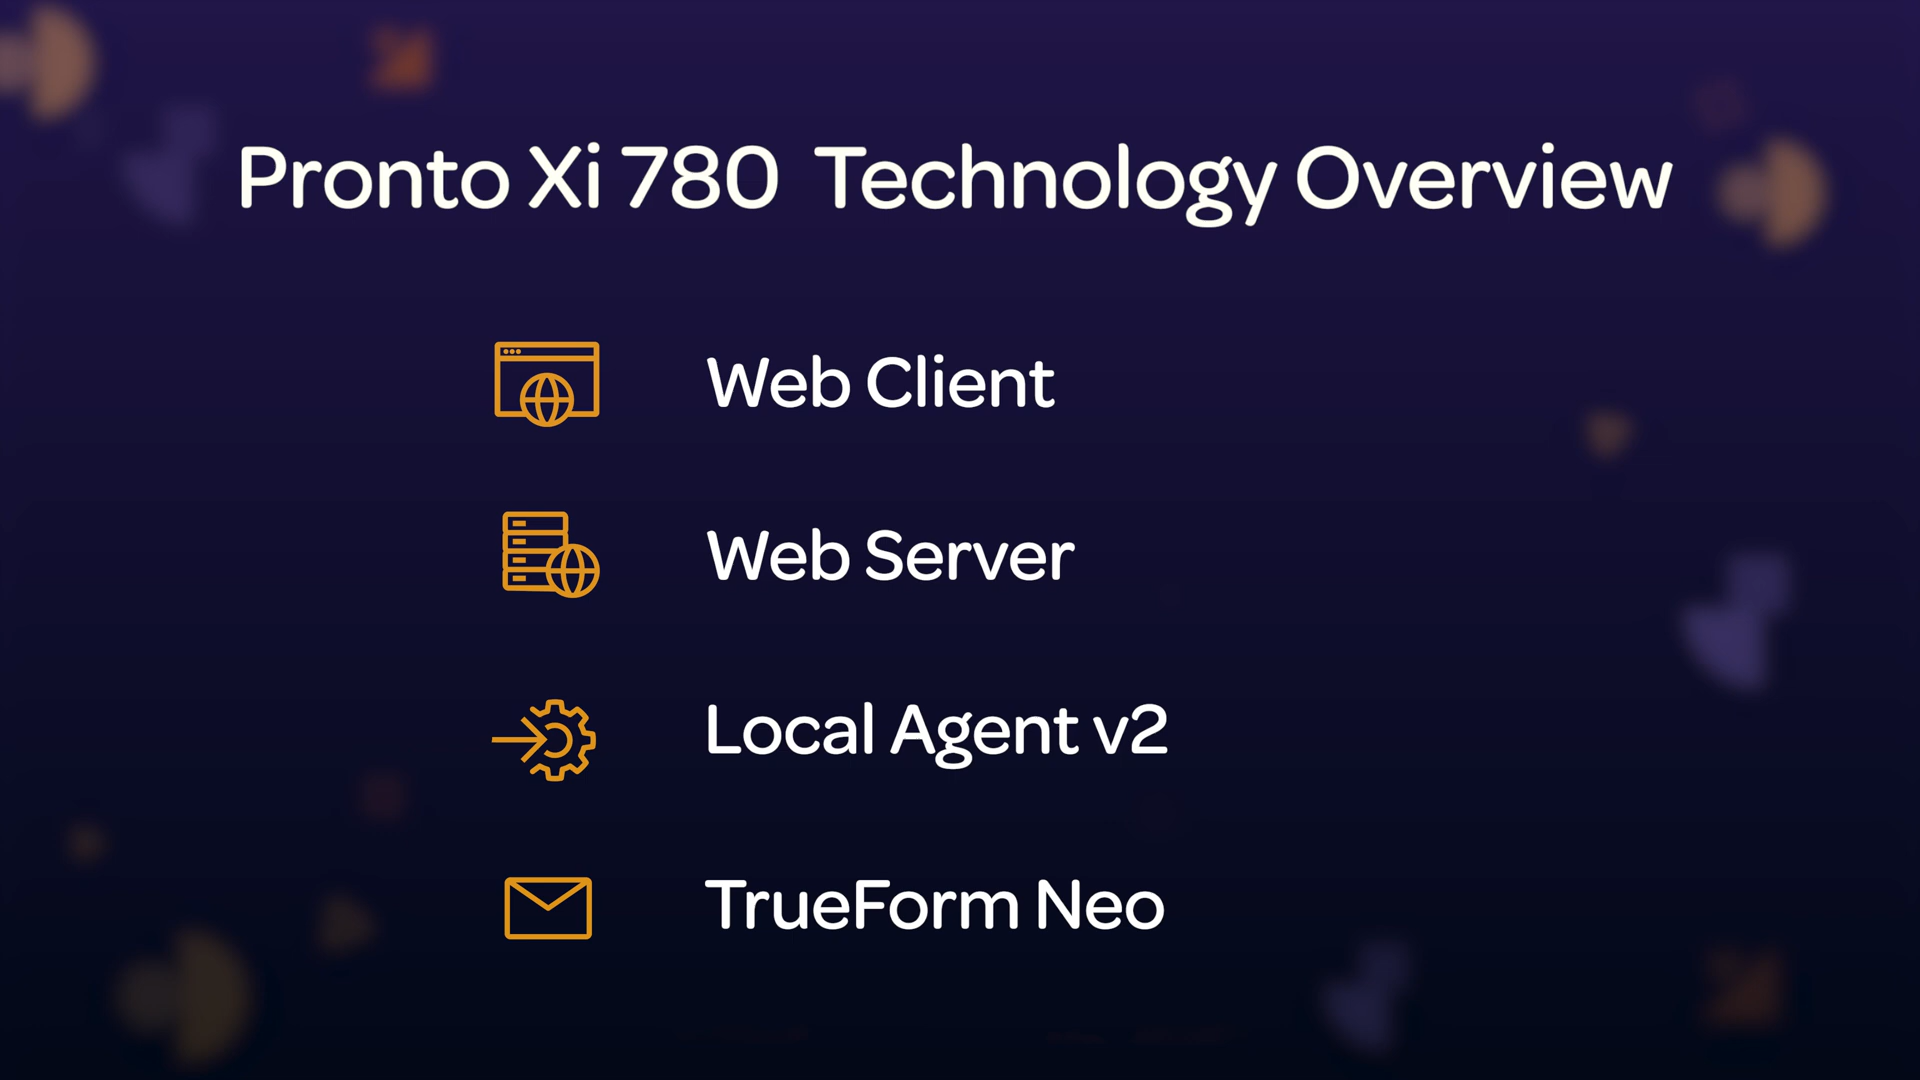 Pronto Xi 780 Technology Overview
Web Client
Web Server
Local Agent v2
TrueForm Neo